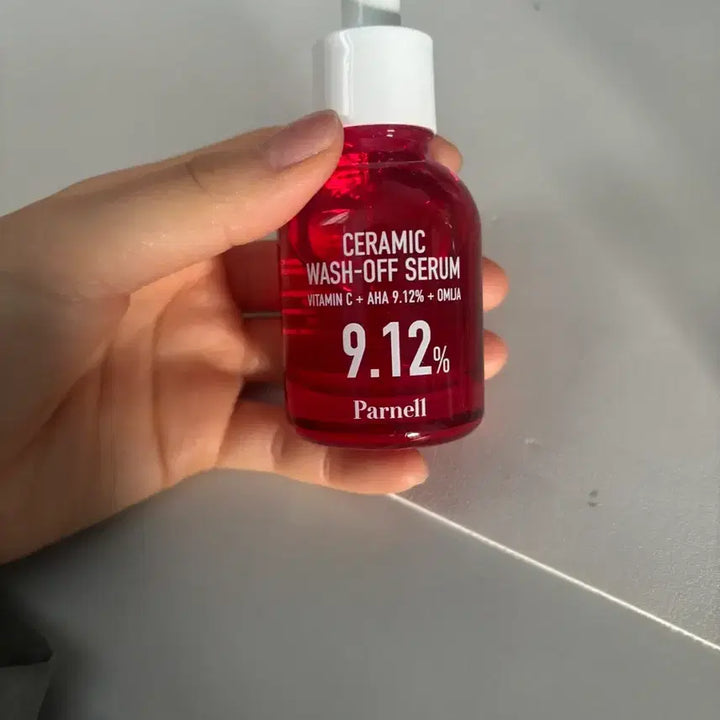 CERAMIC
WASH-OFF SERUM
VITAMIN C + AHA 9.12% + OMIJA
9.12%
Parnell